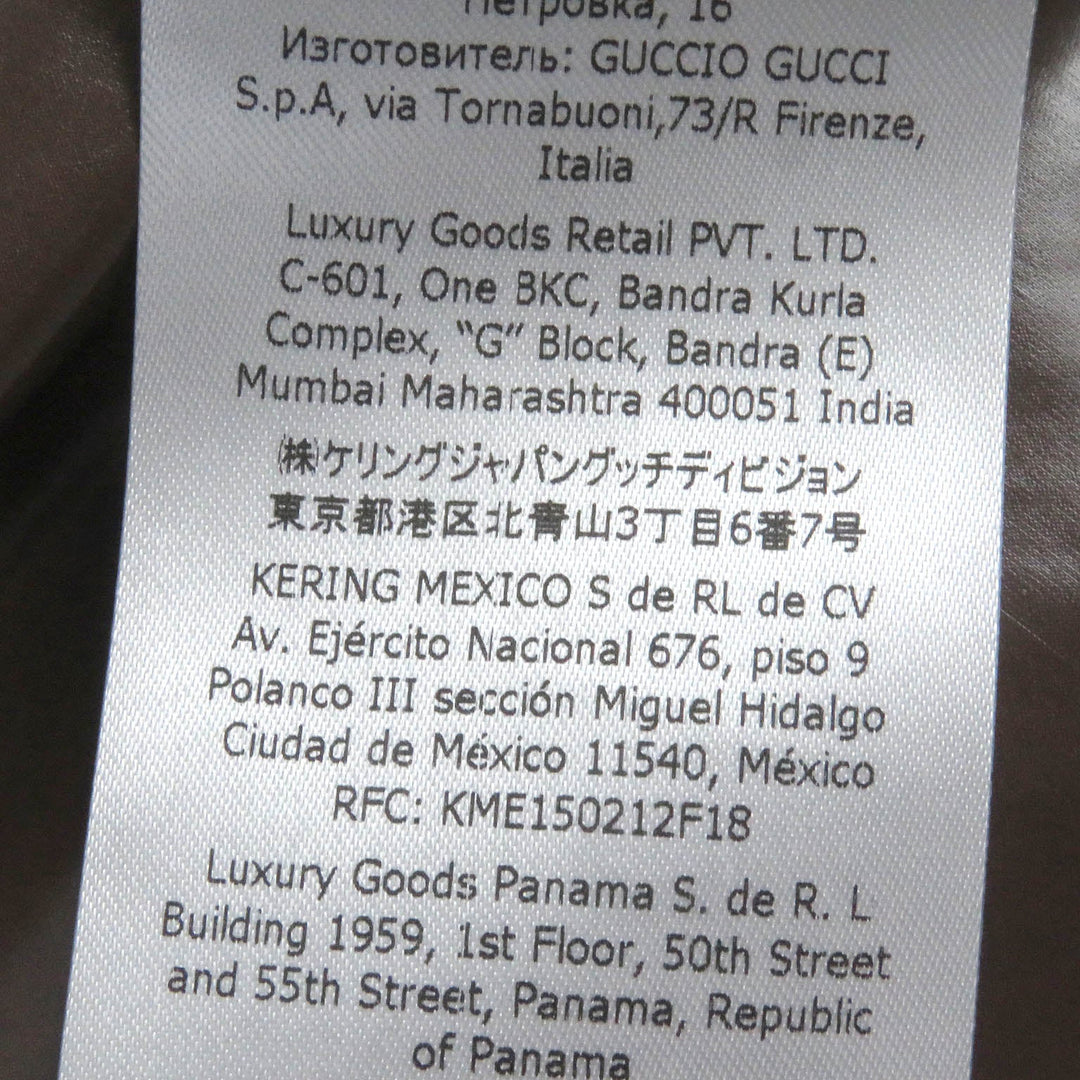 Петровка, 16
Изготовитель: GUCCIO GUCCI
S.p.A, via Tornabuoni,73/R Firenze,
Italia
Luxury Goods Retail PVT. LTD.
C-601, One BKC, Bandra Kurla
Complex, "G" Block, Bandra (E)
Mumbai Maharashtra 400051 India
㈱ケリングジャパングッチディビジョン
東京都港区北青山3丁目6番7号
KERING MEXICO S de RL de CV
Av. Ejército Nacional 676, piso 9
Polanco III sección Miguel Hidalgo
Ciudad de México 11540, México
RFC: KME150212F18
Luxury Goods Panama S. de R. L
Building 1959, 1st Floor, 50th Street
and 55th Street, Panama, Republic
of Panama